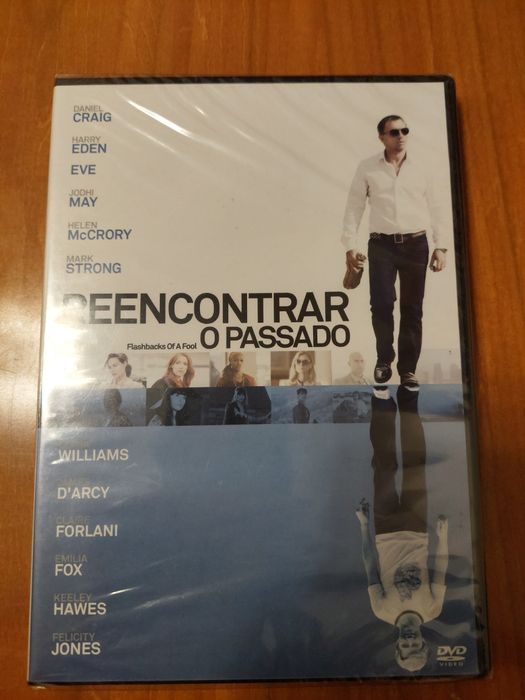 DANIEL
CRAIG
HARRY
EDEN
EVE
JODHI
MAY
HELEN
McCRORY
MARK
STRONG
REENCONTRAR
O PASSADO
Flashbacks Of A Fool
WILLIAMS
D'ARCY
CLAIRE
FORLANI
EMILIA
FOX
KEELEY
HAWES
FELICITY
JONES
DVD
VIDEO